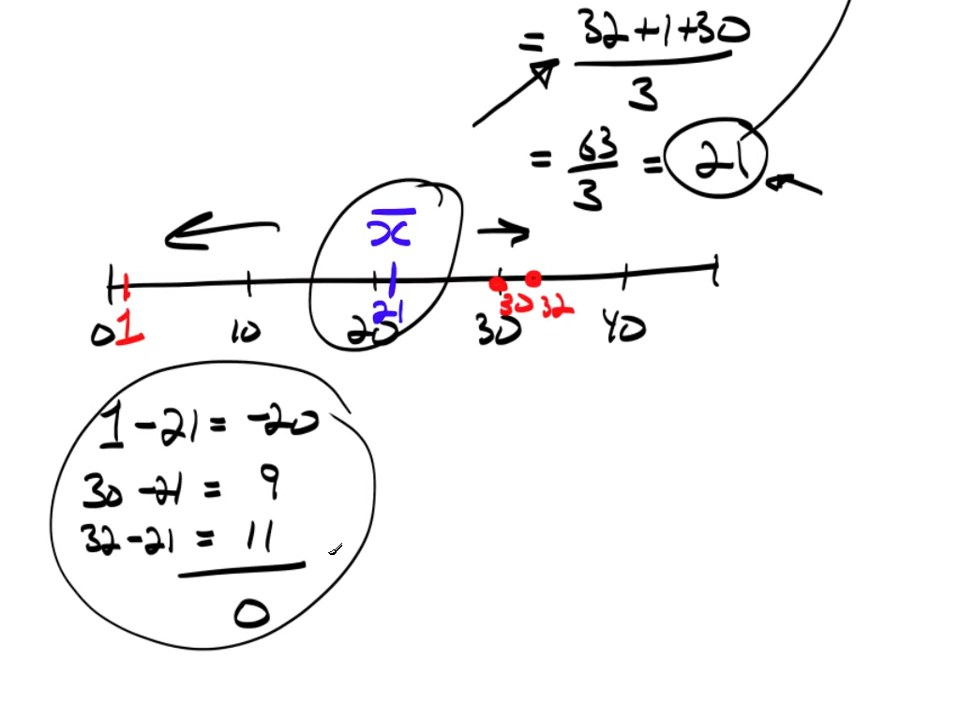 = 32+1+30
3
= 63 = 21
3
x̄
21 30 32
0 1 10 20 30 40
1 - 21 = -20
30 - 21 = 9
32 - 21 = 11
0